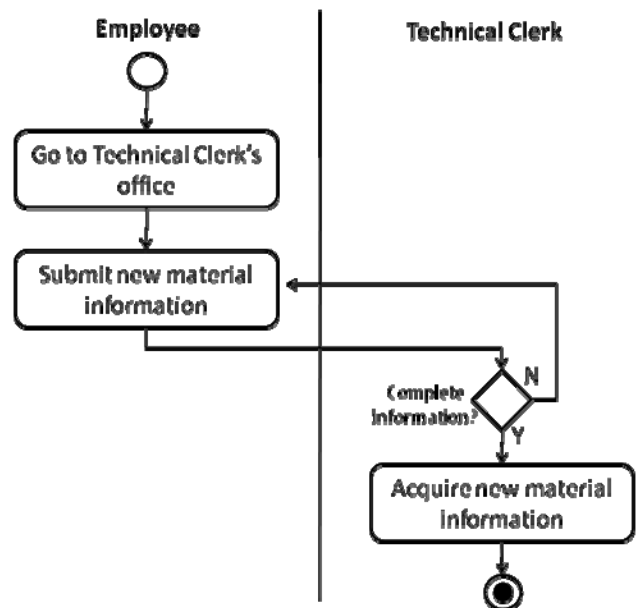 Employee
Technical Clerk
Go to Technical Clerk's
office
Submit new material
information
N
Complete
Information?
Y
Acquire new material
information